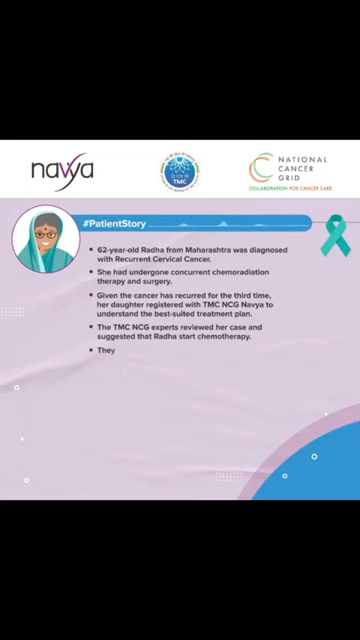 navya
TMC
NATIONAL
CANCER
GRID
COLLABORATION FOR CANCER CARE
#PatientStory
• 62-year-old Radha from Maharashtra was diagnosed
with Recurrent Cervical Cancer.
• She had undergone concurrent chemoradiation
therapy and surgery.
• Given the cancer has recurred for the third time,
her daughter registered with TMC NCG Navya to
understand the best-suited treatment plan.
• The TMC NCG experts reviewed her case and
suggested that Radha start chemotherapy.
• They